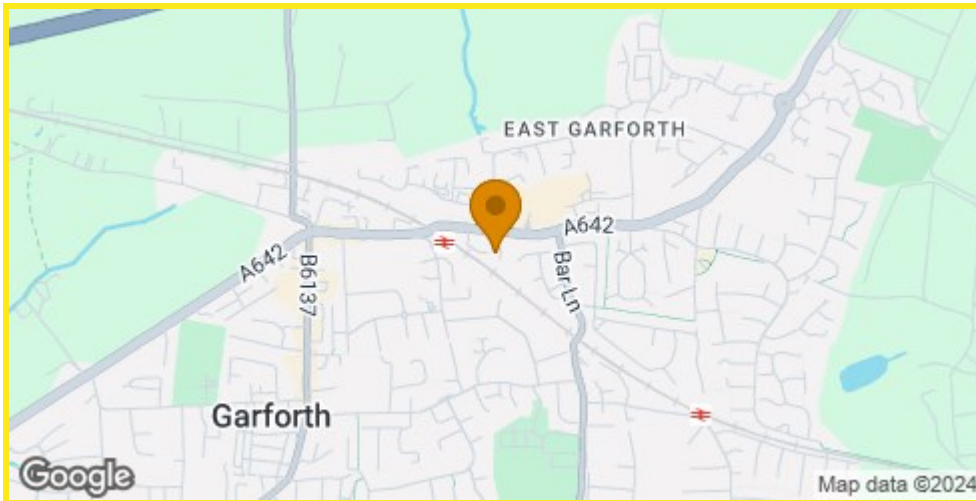 EAST GARFORTH
A642
A642
B6137
Bar Ln
Garforth
Google
Map data ©2024